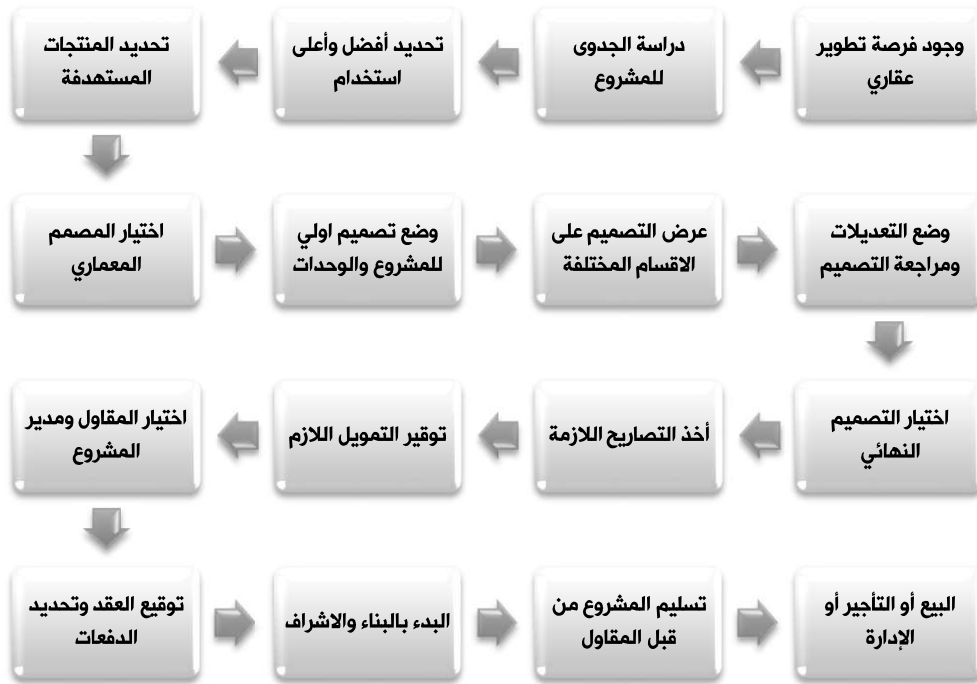 وجود فرصة تطوير
عقاري
دراسة الجدوى
للمشروع
تحديد أفضل وأعلى
استخدام
تحديد المنتجات
المستهدفة
اختيار المصمم
المعماري
وضع تصميم اولي
للمشروع والوحدات
عرض التصميم على
الاقسام المختلفة
وضع التعديلات
ومراجعة التصميم
اختيار التصميم
النهائي
أخذ التصاريح اللازمة
توقير التمويل اللازم
اختيار المقاول ومدير
المشروع
توقيع العقد وتحديد
الدفعات
البدء بالبناء والاشراف
تسليم المشروع من
قبل المقاول
البيع أو التأجير أو
الإدارة